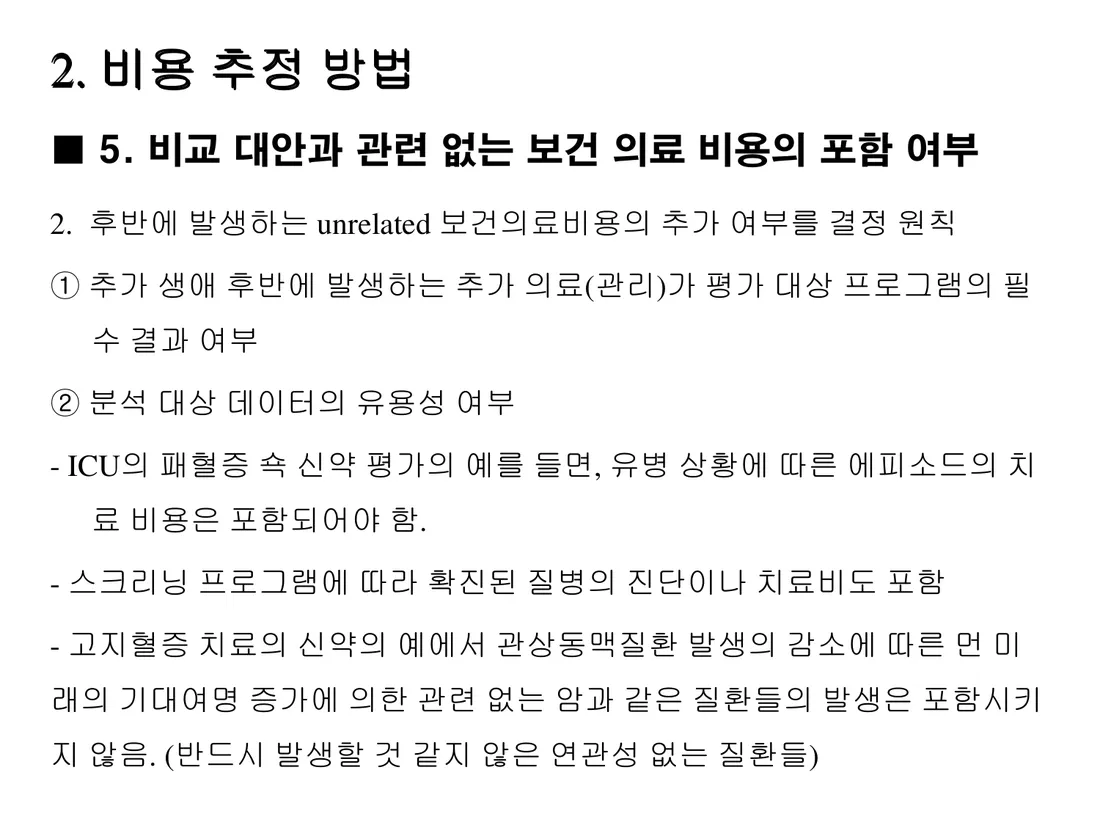 2. 비용 추정 방법
■ 5. 비교 대안과 관련 없는 보건 의료 비용의 포함 여부
2. 후반에 발생하는 unrelated 보건의료비용의 추가 여부를 결정 원칙
① 추가 생애 후반에 발생하는 추가 의료(관리)가 평가 대상 프로그램의 필
수 결과 여부
② 분석 대상 데이터의 유용성 여부
- ICU의 패혈증 쇽 신약 평가의 예를 들면, 유병 상황에 따른 에피소드의 치
료 비용은 포함되어야 함.
- 스크리닝 프로그램에 따라 확진된 질병의 진단이나 치료비도 포함
- 고지혈증 치료의 신약의 예에서 관상동맥질환 발생의 감소에 따른 먼 미
래의 기대여명 증가에 의한 관련 없는 암과 같은 질환들의 발생은 포함시키
지 않음. (반드시 발생할 것 같지 않은 연관성 없는 질환들)